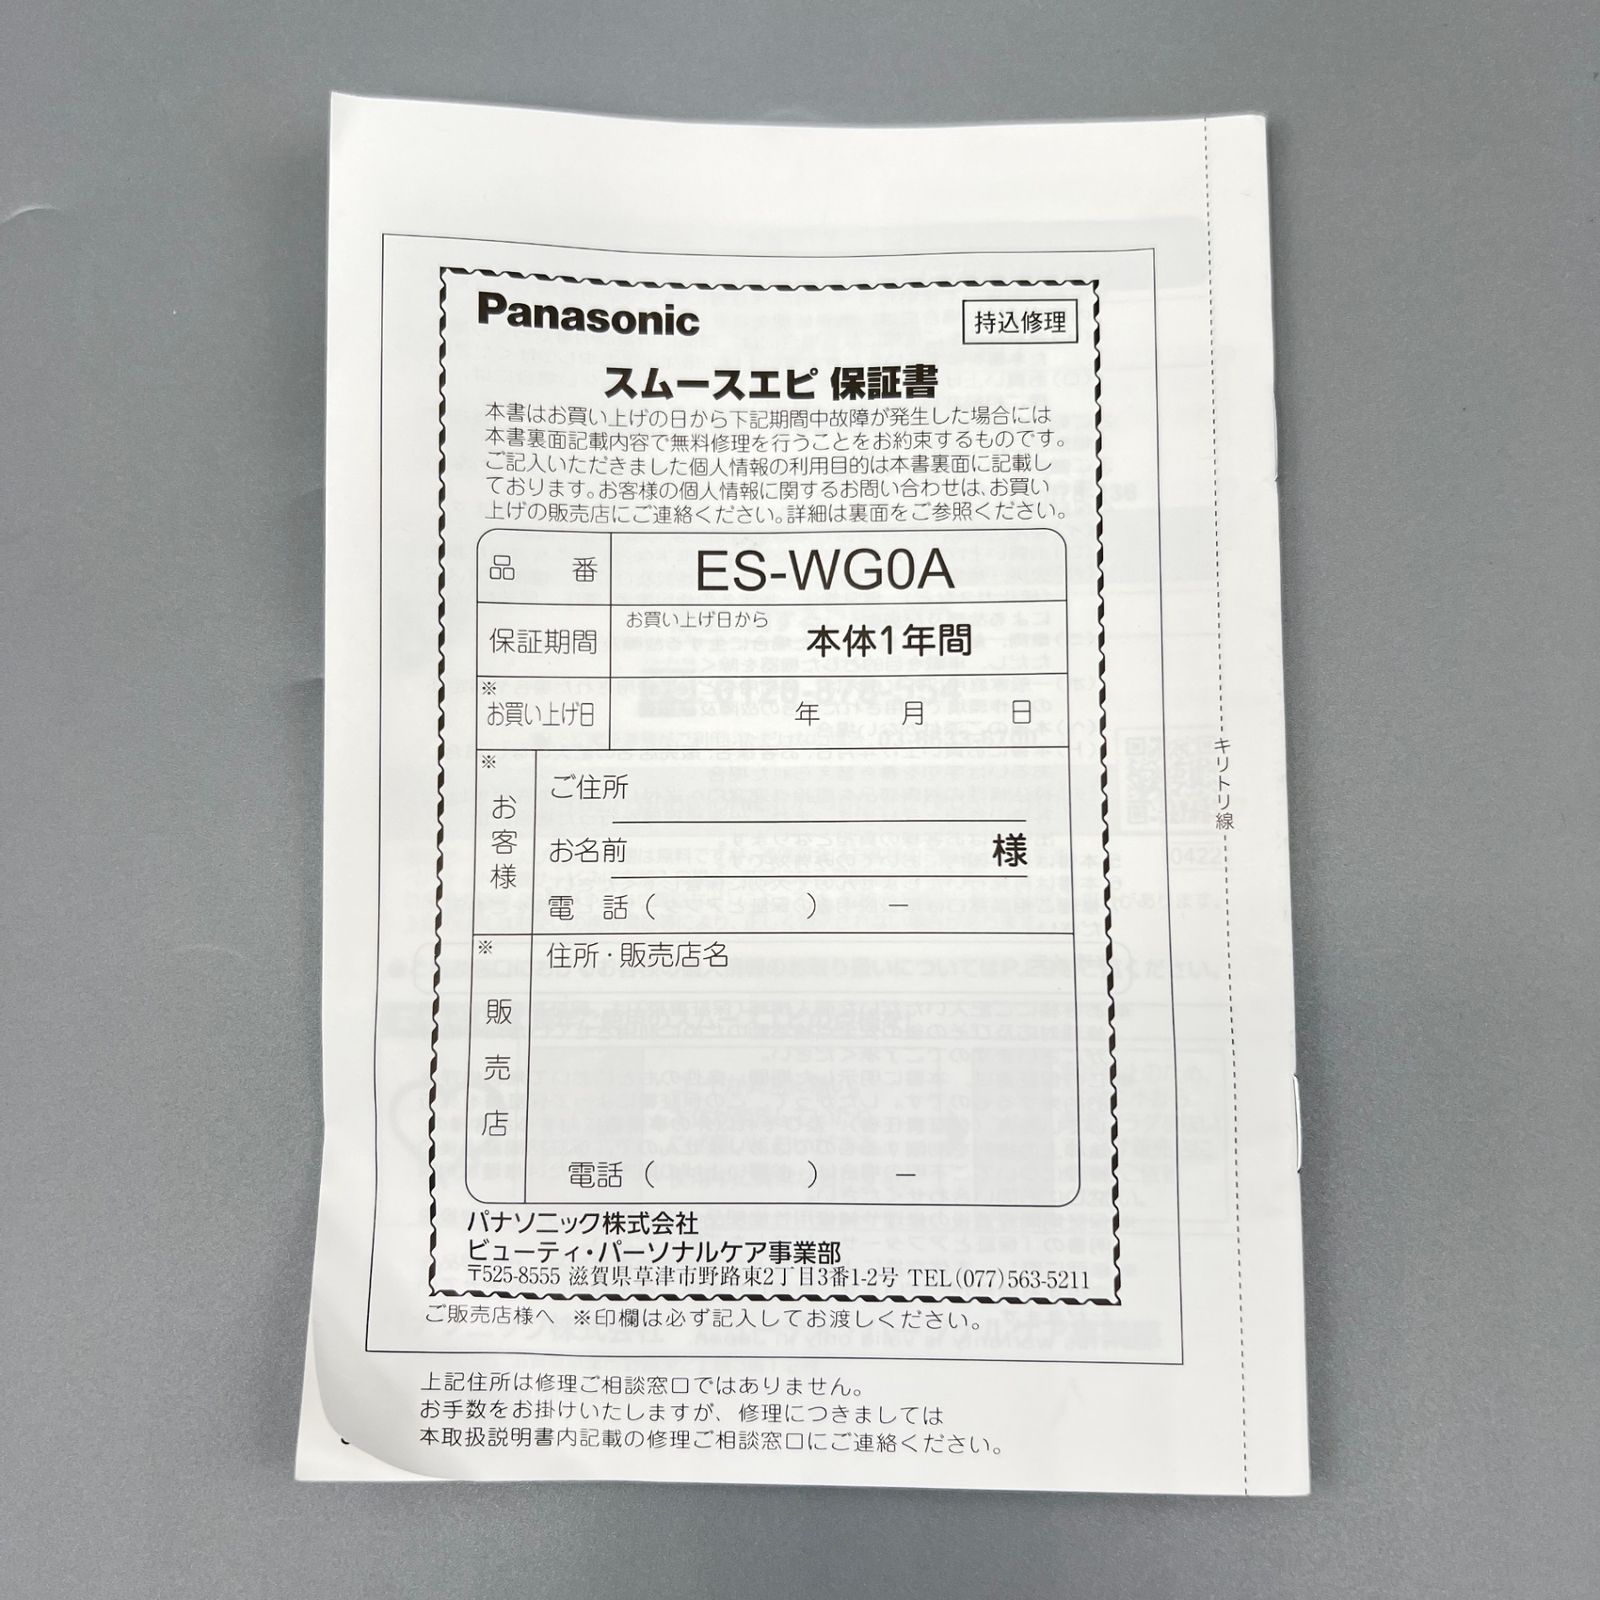 Panasonic
持込修理
スムースエピ 保証書
本書はお買い上げの日から下記期間中故障が発生した場合には
本書裏面記載内容で無料修理を行うことをお約束するものです。
ご記入いただきました個人情報の利用目的は本書裏面に記載し
ております。お客様の個人情報に関するお問い合わせは、お買い
上げの販売店にご連絡ください。詳細は裏面をご参照ください。
品 番 ES-WG0A
保証期間 お買い上げ日から 本体1年間
※お買い上げ日 年 月 日
※お客様
ご住所
お名前 様
電 話 ( ) －
※販売店
住所・販売店名
電話 ( ) －
パナソニック株式会社
ビューティ・パーソナルケア事業部
〒525-8555 滋賀県草津市野路東2丁目3番1-2号 TEL(077)563-5211
ご販売店様へ ※印欄は必ず記入してお渡しください。
キリトリ線
上記住所は修理ご相談窓口ではありません。
お手数をお掛けいたしますが、修理につきましては
本取扱説明書内記載の修理ご相談窓口にご連絡ください。